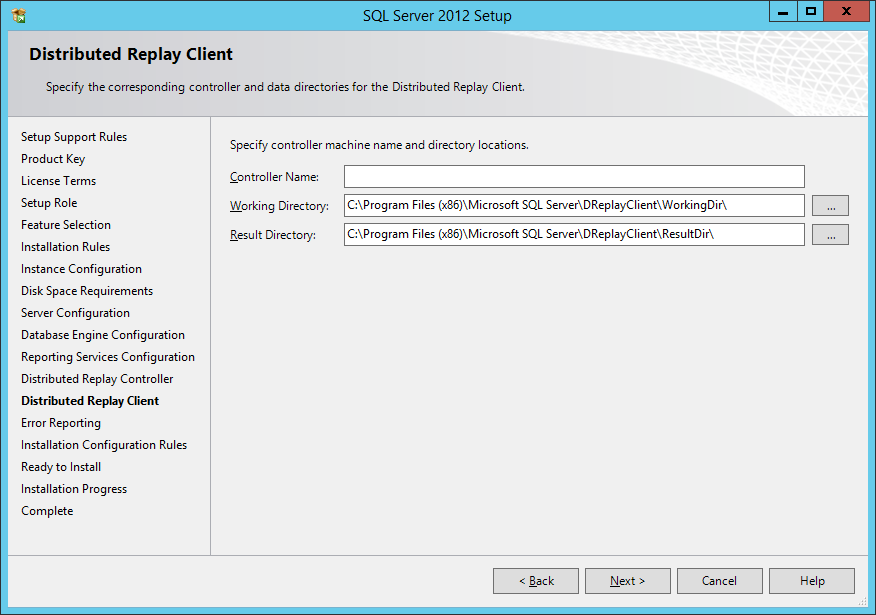 SQL Server 2012 Setup
Distributed Replay Client
Specify the corresponding controller and data directories for the Distributed Replay Client.
Setup Support Rules
Product Key
License Terms
Setup Role
Feature Selection
Installation Rules
Instance Configuration
Disk Space Requirements
Server Configuration
Database Engine Configuration
Reporting Services Configuration
Distributed Replay Controller
Distributed Replay Client
Error Reporting
Installation Configuration Rules
Ready to Install
Installation Progress
Complete
Specify controller machine name and directory locations.
Controller Name:
Working Directory: C:\Program Files (x86)\Microsoft SQL Server\DReplayClient\WorkingDir\ ...
Result Directory: C:\Program Files (x86)\Microsoft SQL Server\DReplayClient\ResultDir\ ...
< Back Next > Cancel Help